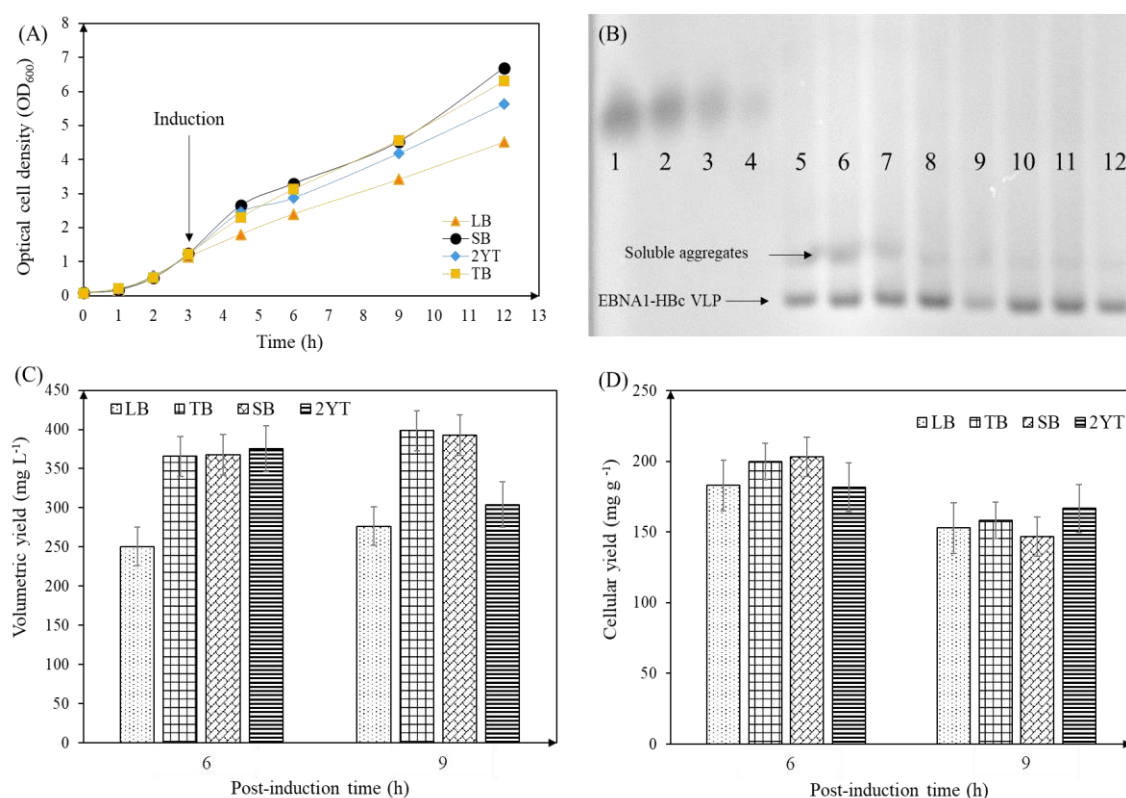 (A)
8
7
6
5
4
3
2
1
0
Optical cell density (OD600)
Induction
LB
SB
2YT
TB
0 1 2 3 4 5 6 7 8 9 10 11 12 13
Time (h)
(B)
1 2 3 4 5 6 7 8 9 10 11 12
Soluble aggregates
EBNA1-HBc VLP
(C)
450
400
350
300
250
200
150
100
50
0
Volumetric yield (mg L-1)
LB TB SB 2YT
6 9
Post-induction time (h)
(D)
250
200
150
100
50
0
Cellular yield (mg g-1)
LB TB SB 2YT
6 9
Post-induction time (h)